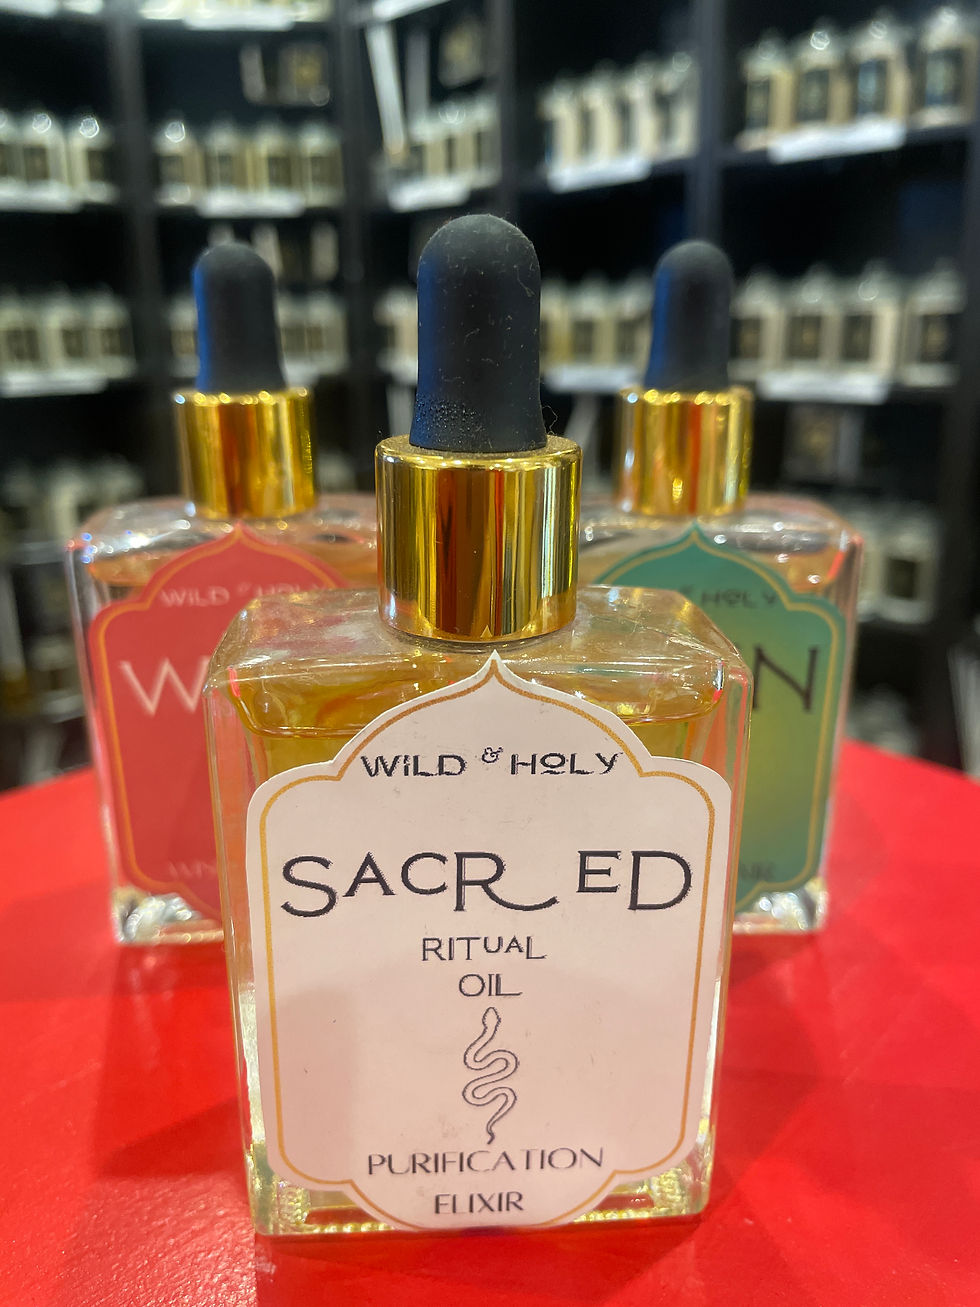 WILD & HOLY
SACRED
RITUAL
OIL
PURIFICATION
ELIXIR
WILD & HOLY
W
HOLY
N